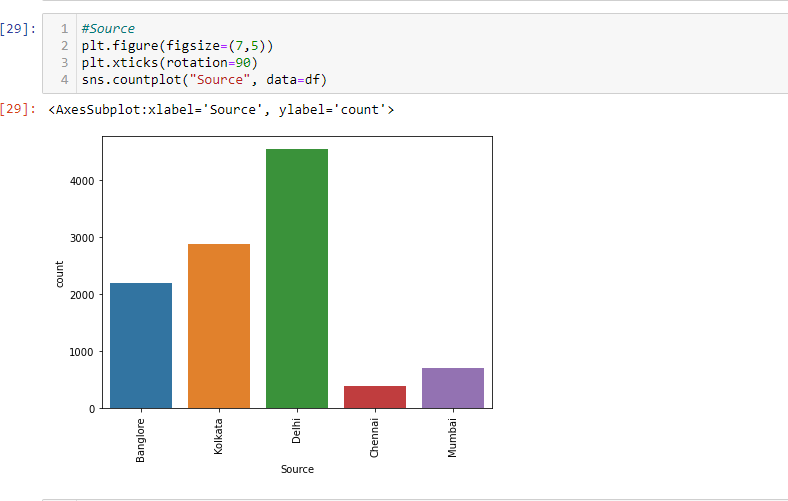 [29]:
1 #Source
2 plt.figure(figsize=(7,5))
3 plt.xticks(rotation=90)
4 sns.countplot("Source", data=df)
[29]: <AxesSubplot:xlabel='Source', ylabel='count'>
4000
3000
2000
1000
0
count
Banglore
Kolkata
Delhi
Chennai
Mumbai
Source